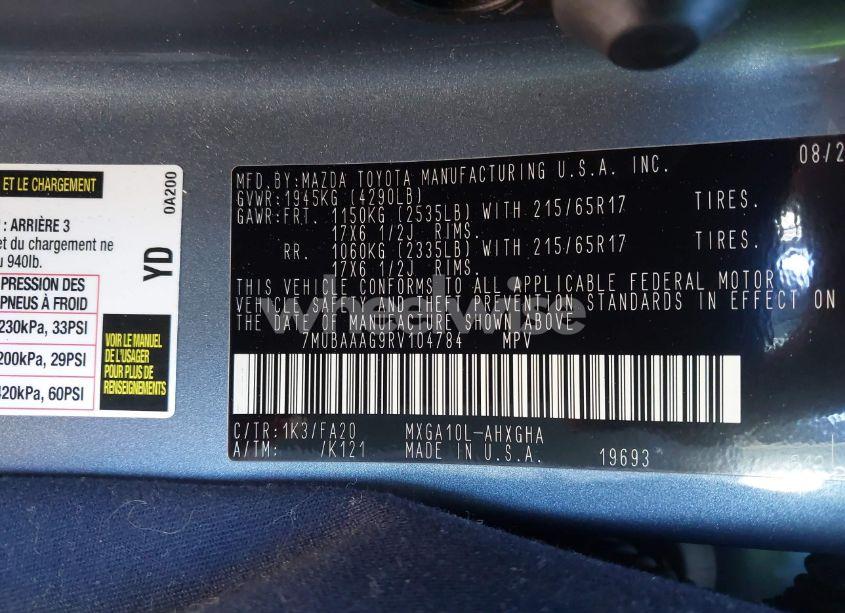 ET LE CHARGEMENT
: ARRIÈRE 3
et du chargement ne
940lb.
PRESSION DES
PNEUS À FROID
230kPa, 33PSI
200kPa, 29PSI
420kPa, 60PSI
VOIR LE MANUEL
DE L'USAGER
POUR PLUS DE
RENSEIGNEMENTS
YD
0A200
MFD.BY:MAZDA TOYOTA MANUFACTURING U.S.A. INC. 08/2
GVWR:1945KG (4290LB)
GAWR:FRT. 1150KG (2535LB) WITH 215/65R17 TIRES.
17X6 1/2J RIMS.
RR. 1060KG (2335LB) WITH 215/65R17 TIRES.
17X6 1/2J RIMS.
THIS VEHICLE CONFORMS TO ALL APPLICABLE FEDERAL MOTOR
VEHICLE SAFETY AND THEFT PREVENTION STANDARDS IN EFFECT ON
THE DATE OF MANUFACTURE SHOWN ABOVE
7MUBAAAG9RV104784 MPV
C/TR:1K3/FA20 MXGA10L-AHXGHA
A/TM: /K121 MADE IN U.S.A. 19693
wheelwise